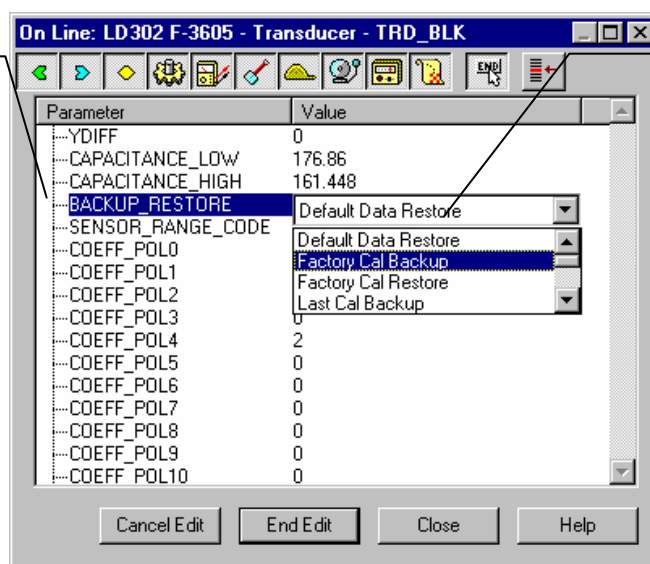 On Line: LD302 F-3605 - Transducer - TRD_BLK
END
Parameter Value
YDIFF 0
CAPACITANCE_LOW 176.86
CAPACITANCE_HIGH 161.448
BACKUP_RESTORE Default Data Restore
SENSOR_RANGE_CODE Default Data Restore
COEFF_POL0 Factory Cal Backup
COEFF_POL1 Factory Cal Restore
COEFF_POL2 Last Cal Backup
COEFF_POL3 0
COEFF_POL4 2
COEFF_POL5 0
COEFF_POL6 0
COEFF_POL7 0
COEFF_POL8 0
COEFF_POL9 0
COEFF_POL10 0
Cancel Edit End Edit Close Help